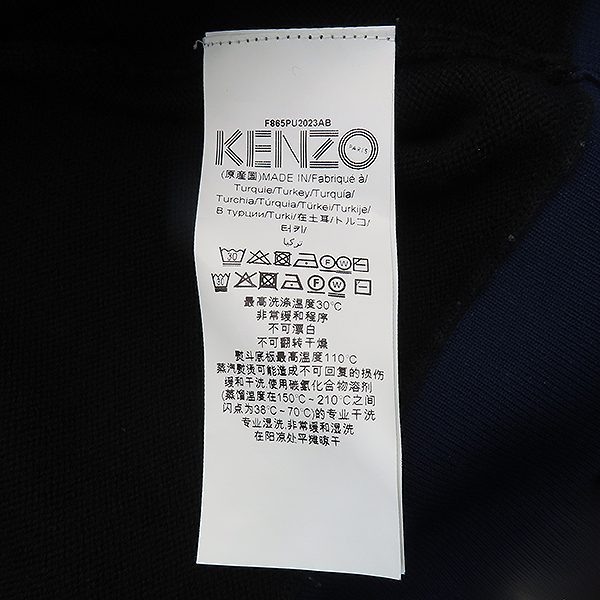 F865PU2023AB
KENZO
PARIS
(原産国)MADE IN/Fabriqué à/
Turquie/Turkey/Turquía/
Turchia/Türkei/Turkije/
В турции/Turki/在土耳/トルコ/
터키/
تركيا
30 F W
30 F W
最高洗涤温度30℃
非常缓和程序
不可漂白
不可翻转干燥
熨斗底板最高温度110℃
蒸汽熨烫可能造成不可回复的损伤
缓和干洗,使用碳氢化合物溶剂
(蒸馏温度在150℃~210℃之间
闪点为38℃~70℃)的专业干洗
专业湿洗,非常缓和湿洗
在阴凉处平摊晾干